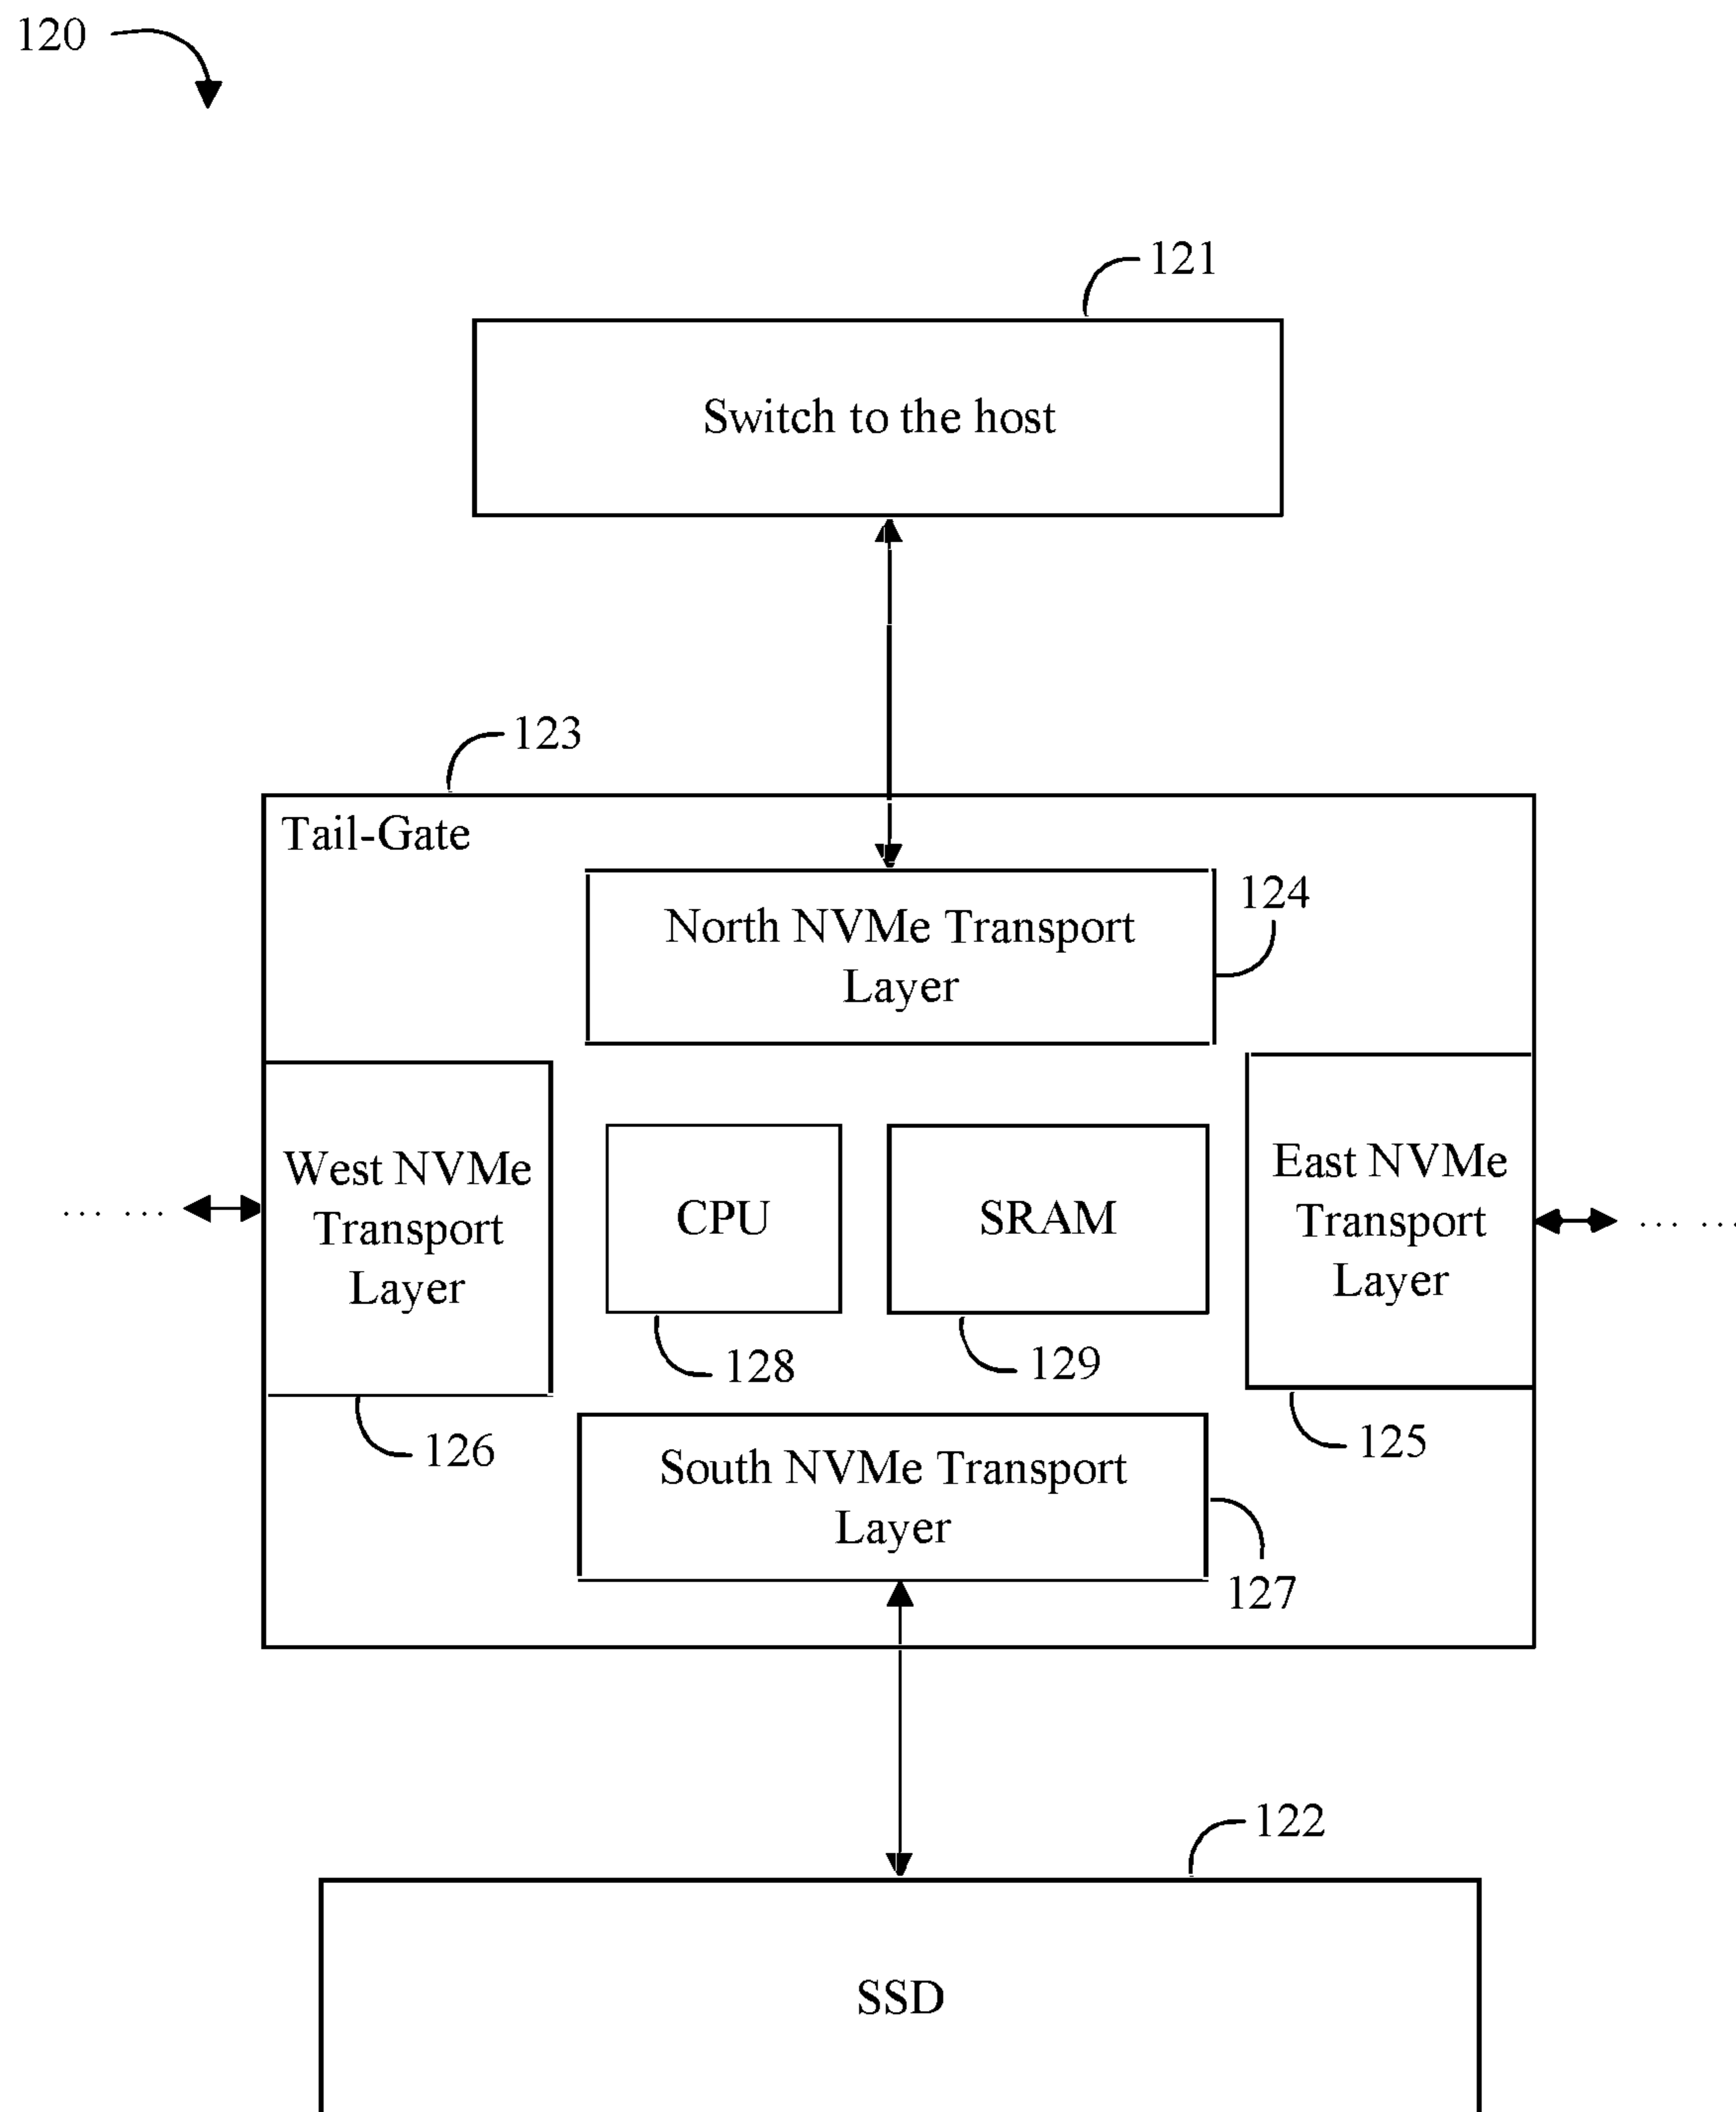 120
121
Switch to the host
123
Tail-Gate
124
North NVMe Transport
Layer
West NVMe
Transport
Layer
CPU
SRAM
East NVMe
Transport
Layer
... ...
... ...
128
129
126
125
South NVMe Transport
Layer
127
122
SSD